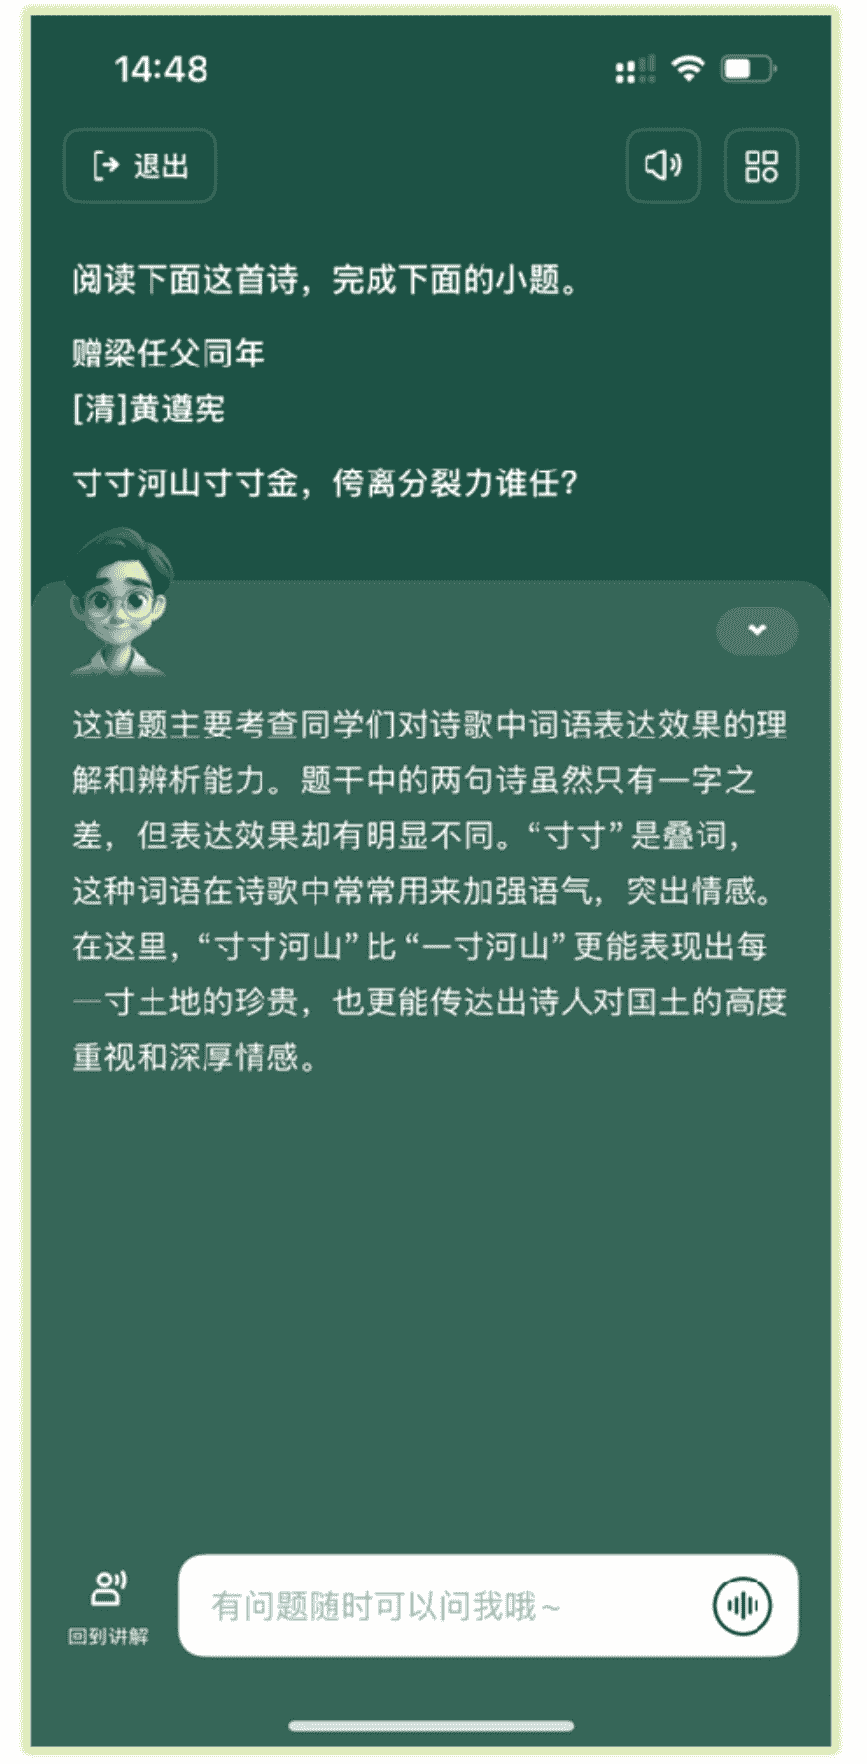 14:48
退出
阅读下面这首诗，完成下面的小题。
赠梁任父同年
[清]黄遵宪
寸寸河山寸寸金，侉离分裂力谁任？
这道题主要考查同学们对诗歌中词语表达效果的理
解和辨析能力。题干中的两句诗虽然只有一字之
差，但表达效果却有明显不同。“寸寸”是叠词，
这种词语在诗歌中常常用来加强语气，突出情感。
在这里，“寸寸河山”比“一寸河山”更能表现出每
一寸土地的珍贵，也更能传达出诗人对国土的高度
重视和深厚情感。
有问题随时可以问我哦~
回到讲解